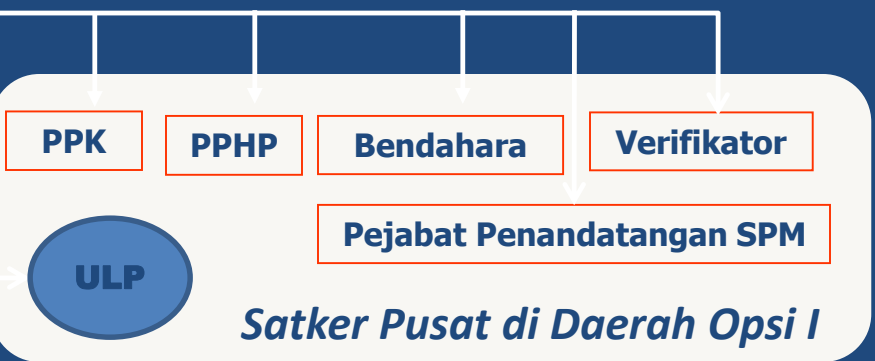 PPK
PPHP
Bendahara
Verifikator
Pejabat Penandatangan SPM
ULP
Satker Pusat di Daerah Opsi I